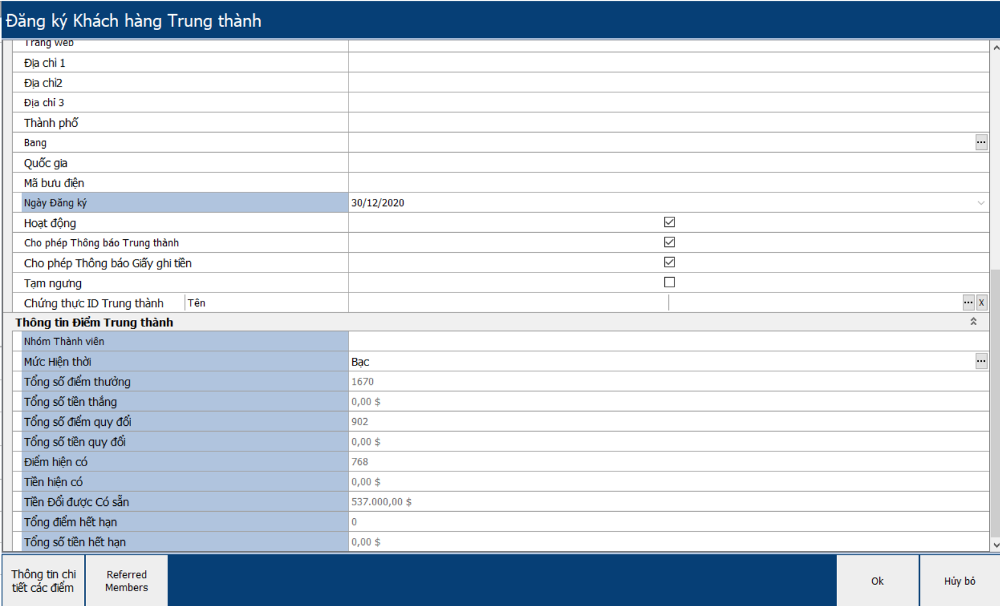 Đăng ký Khách hàng Trung thành
Trang web
Địa chỉ 1
Địa chỉ2
Địa chỉ 3
Thành phố
Bang
...
Quốc gia
Mã bưu điện
Ngày Đăng ký 30/12/2020
Hoạt động
Cho phép Thông báo Trung thành
Cho phép Thông báo Giấy ghi tiền
Tạm ngưng
Chứng thực ID Trung thành Tên ... X
Thông tin Điểm Trung thành
Nhóm Thành viên
Mức Hiện thời Bạc ...
Tổng số điểm thưởng 1670
Tổng số tiền thắng 0,00 $
Tổng số điểm quy đổi 902
Tổng số tiền quy đổi 0,00 $
Điểm hiện có 768
Tiền hiện có 0,00 $
Tiền Đổi được Có sẵn 537.000,00 $
Tổng điểm hết hạn 0
Tổng số tiền hết hạn 0,00 $
Thông tin chi
tiết các điểm
Referred
Members
Ok
Hủy bỏ